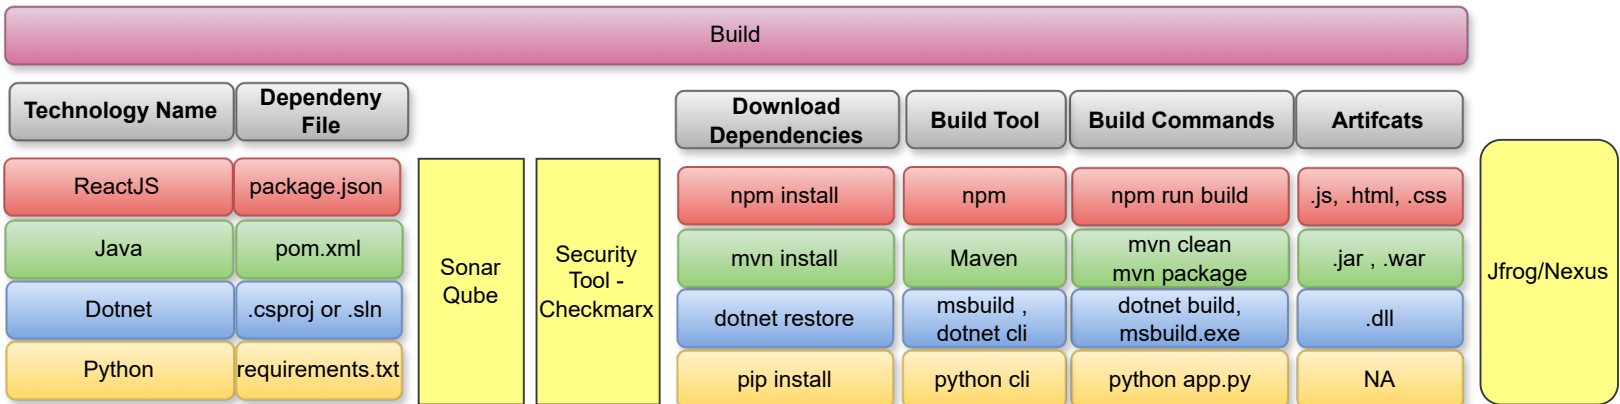 Build
Technology Name
Dependeny
File
Download
Dependencies
Build Tool
Build Commands
Artifcats
ReactJS
package.json
npm install
npm
npm run build
.js, .html, .css
Java
pom.xml
mvn install
Maven
mvn clean
mvn package
.jar , .war
Dotnet
.csproj or .sln
dotnet restore
msbuild ,
dotnet cli
dotnet build,
msbuild.exe
.dll
Python
requirements.txt
pip install
python cli
python app.py
NA
Sonar
Qube
Security
Tool -
Checkmarx
Jfrog/Nexus